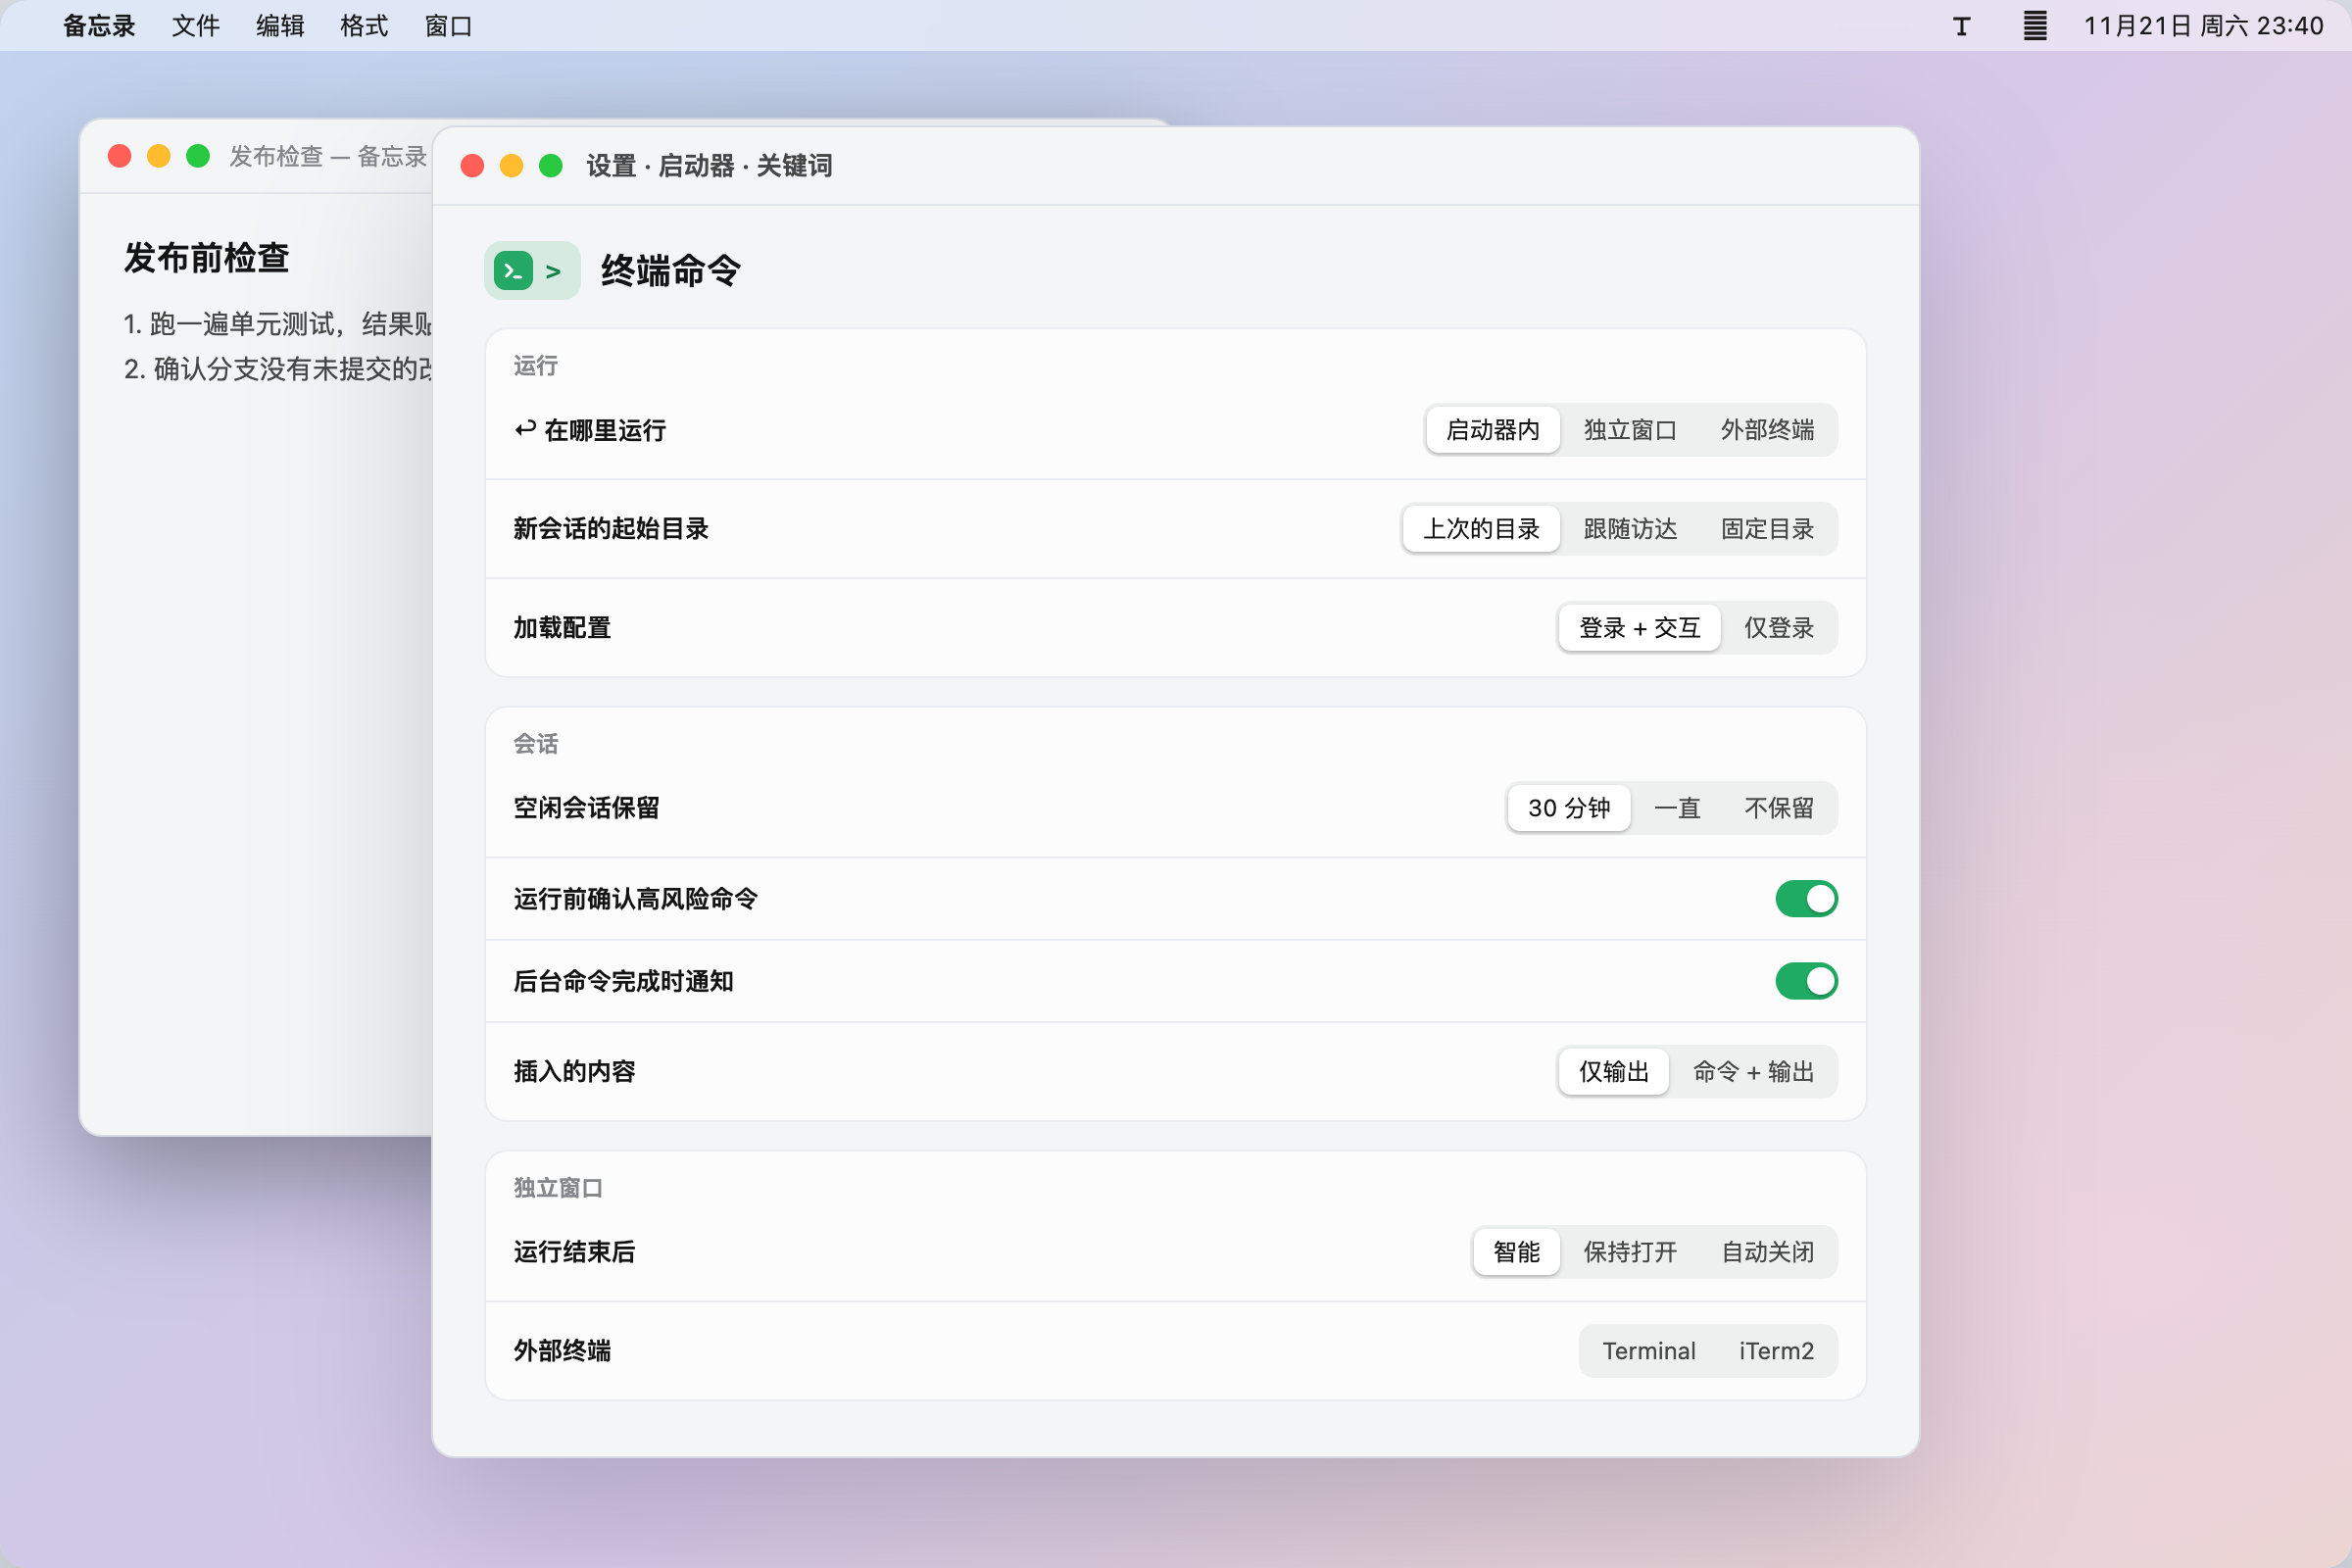 备忘录 文件 编辑 格式 窗口 T 11月21日 周六 23:40
发布检查 — 备忘录
发布前检查
1. 跑一遍单元测试，结果贴
2. 确认分支没有未提交的改
设置 · 启动器 · 关键词
> 终端命令
运行
↩ 在哪里运行 启动器内 独立窗口 外部终端
新会话的起始目录 上次的目录 跟随访达 固定目录
加载配置 登录 + 交互 仅登录
会话
空闲会话保留 30 分钟 一直 不保留
运行前确认高风险命令
后台命令完成时通知
插入的内容 仅输出 命令 + 输出
独立窗口
运行结束后 智能 保持打开 自动关闭
外部终端 Terminal iTerm2